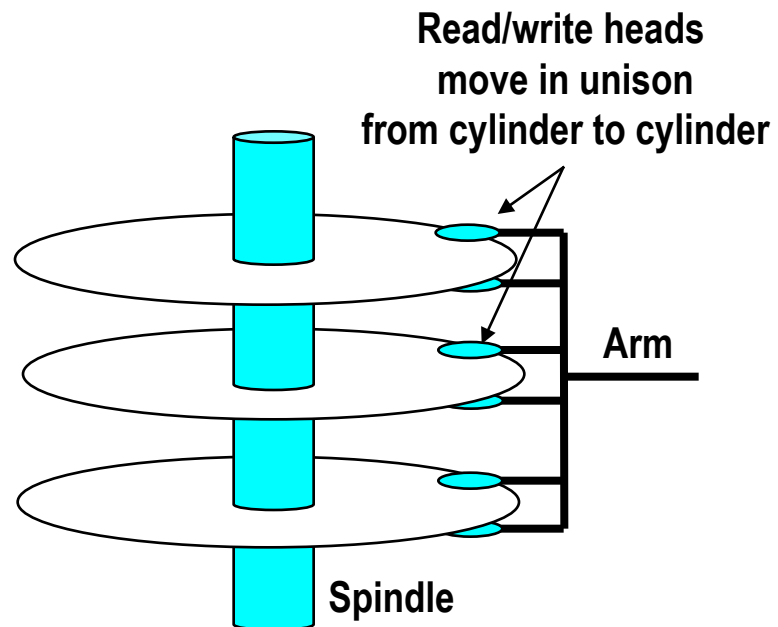 Read/write heads
move in unison
from cylinder to cylinder
Arm
Spindle